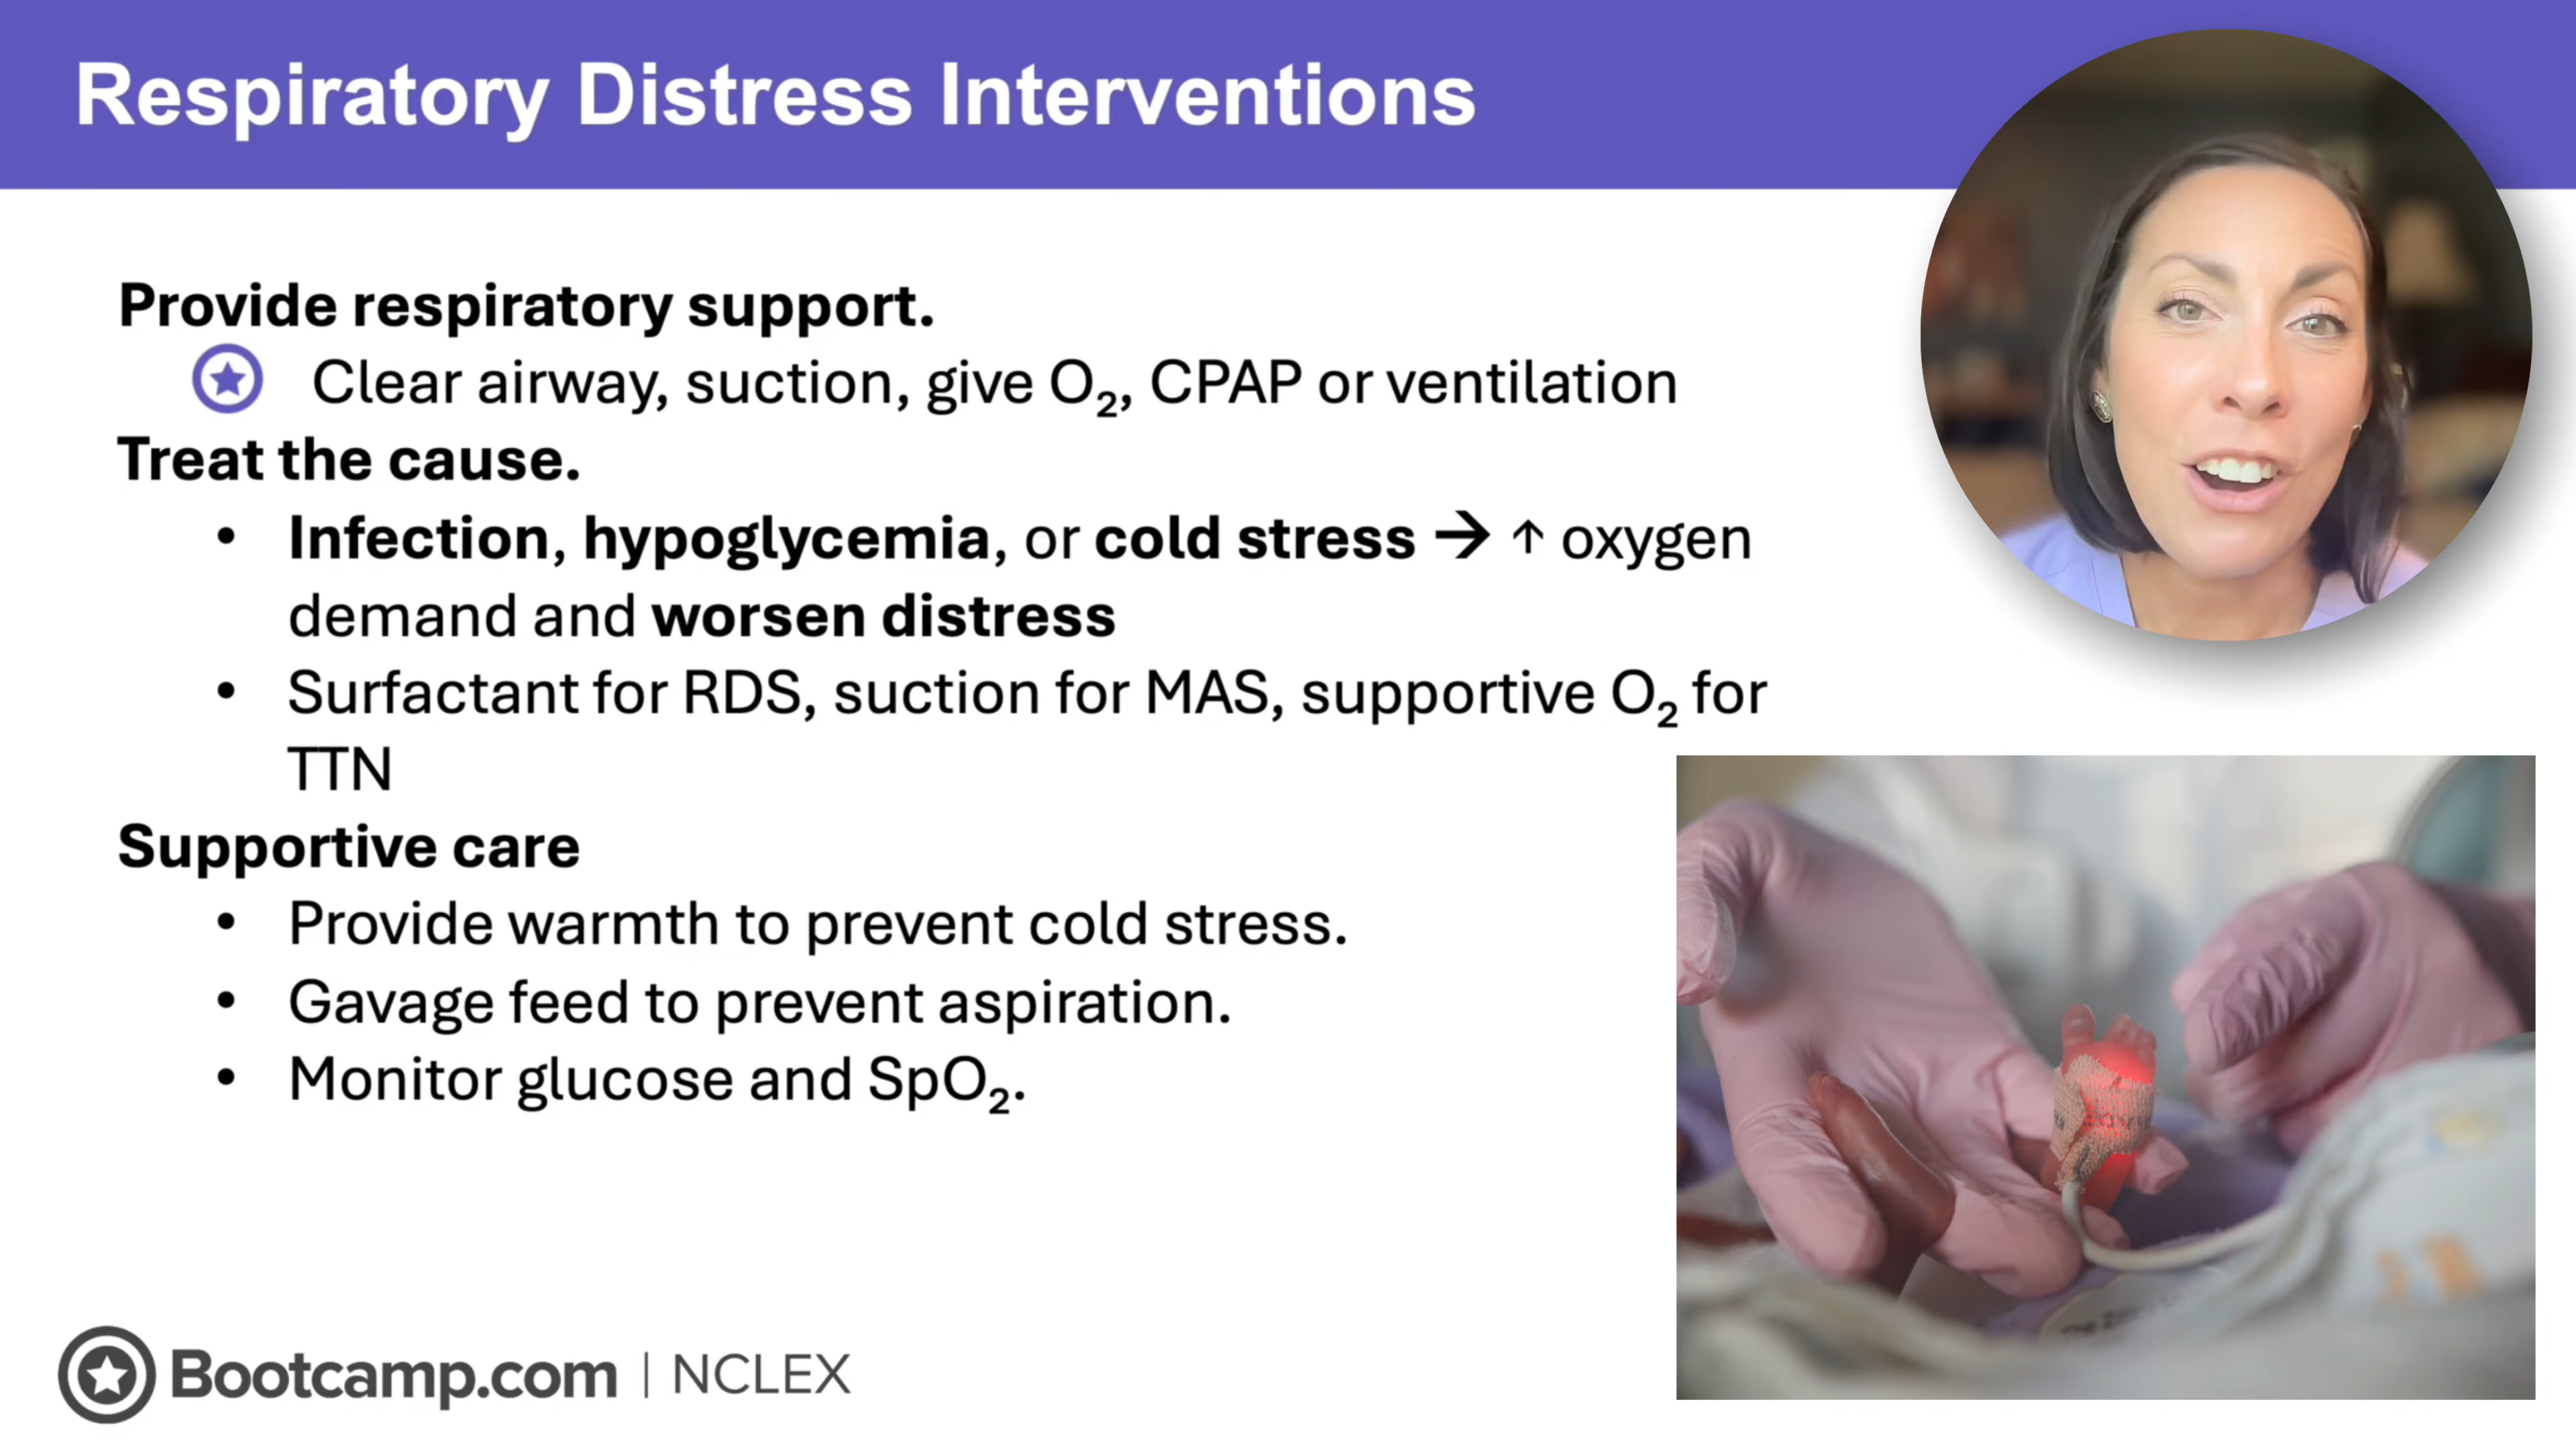 Respiratory Distress Interventions
Provide respiratory support.
Clear airway, suction, give O₂, CPAP or ventilation
Treat the cause.
• Infection, hypoglycemia, or cold stress → ↑ oxygen
demand and worsen distress
• Surfactant for RDS, suction for MAS, supportive O₂ for
TTN
Supportive care
• Provide warmth to prevent cold stress.
• Gavage feed to prevent aspiration.
• Monitor glucose and SpO₂.
Bootcamp.com | NCLEX